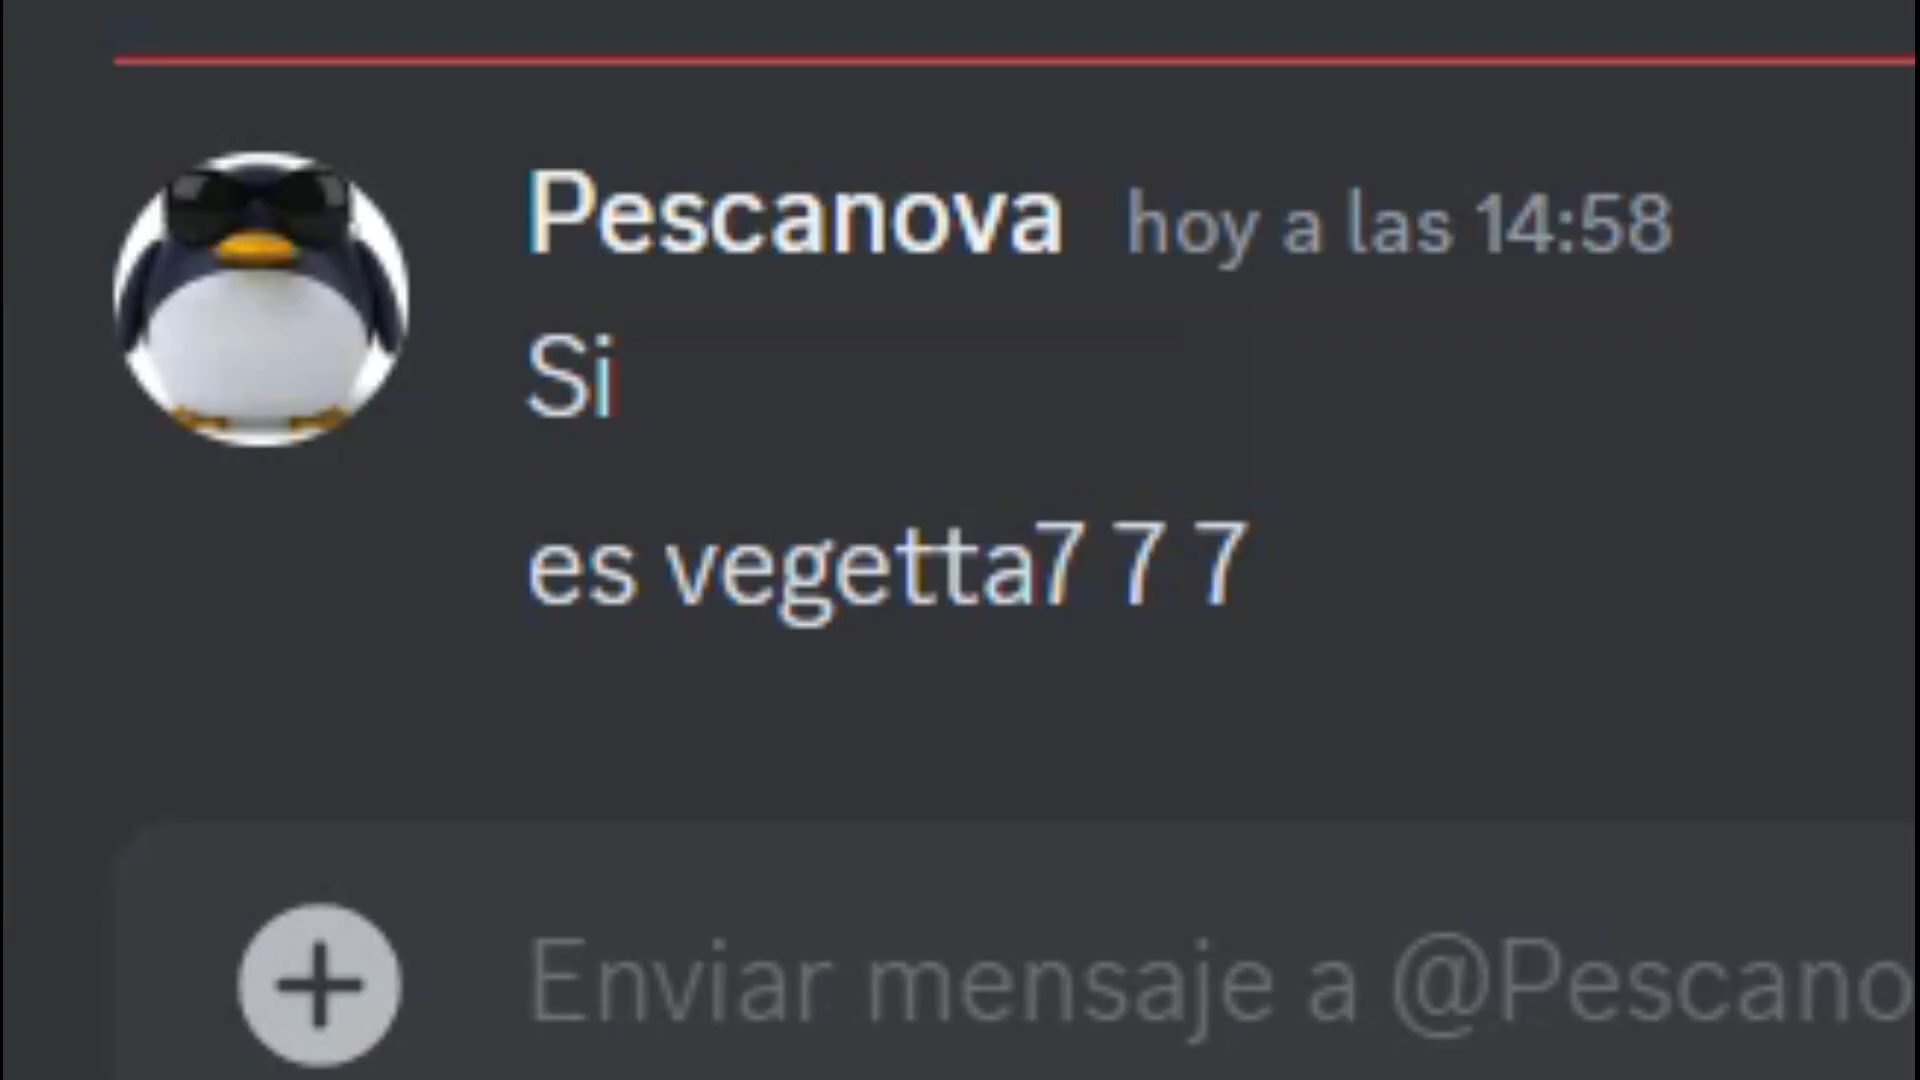 Pescanova hoy a las 14:58
Si
es vegetta7 7 7
Enviar mensaje a @Pescano